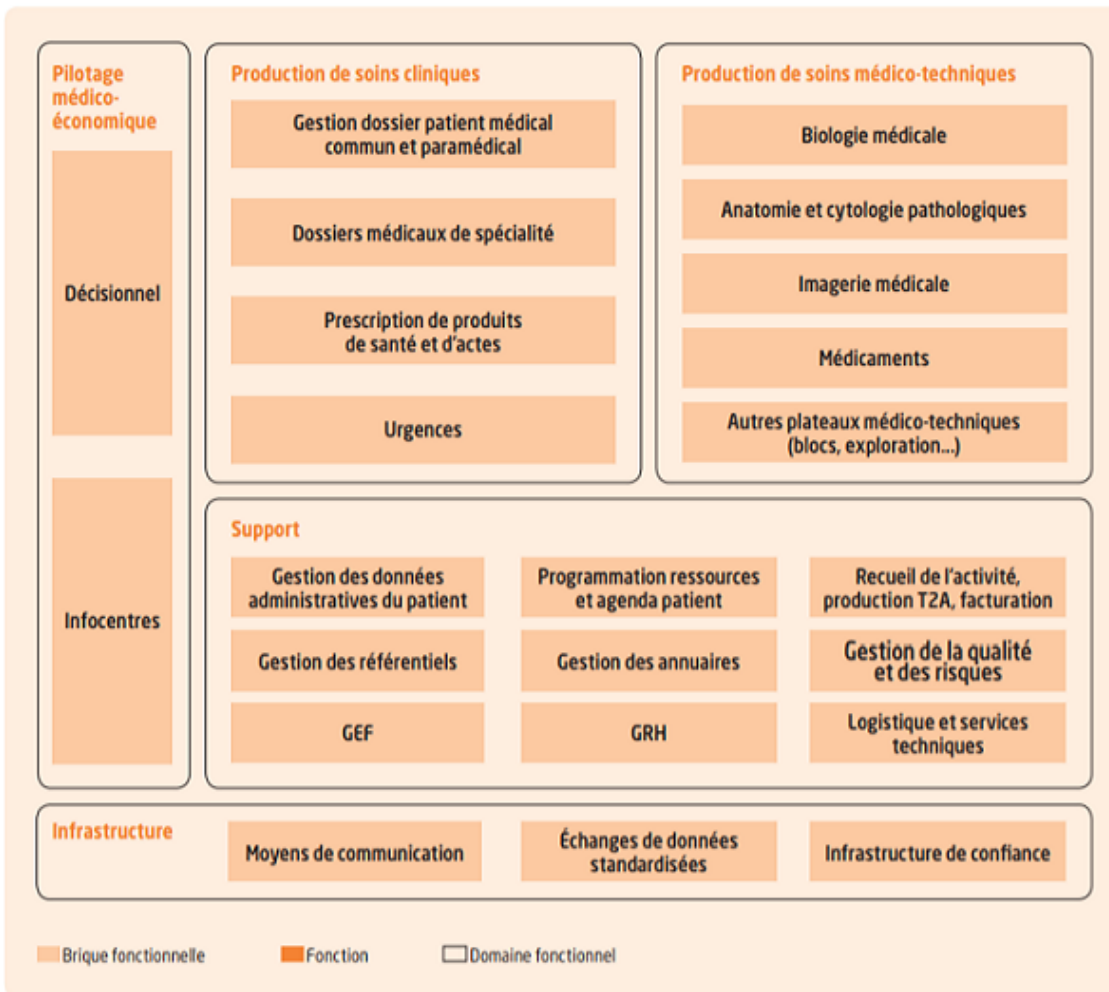 Pilotage
médico-
économique
Décisionnel
Infocentres
Production de soins cliniques
Gestion dossier patient médical
commun et paramédical
Dossiers médicaux de spécialité
Prescription de produits
de santé et d'actes
Urgences
Production de soins médico-techniques
Biologie médicale
Anatomie et cytologie pathologiques
Imagerie médicale
Médicaments
Autres plateaux médico-techniques
(blocs, exploration...)
Support
Gestion des données
administratives du patient
Programmation ressources
et agenda patient
Recueil de l'activité,
production T2A, facturation
Gestion des référentiels
Gestion des annuaires
Gestion de la qualité
et des risques
GEF
GRH
Logistique et services
techniques
Infrastructure
Moyens de communication
Échanges de données
standardisées
Infrastructure de confiance
Brique fonctionnelle
Fonction
Domaine fonctionnel